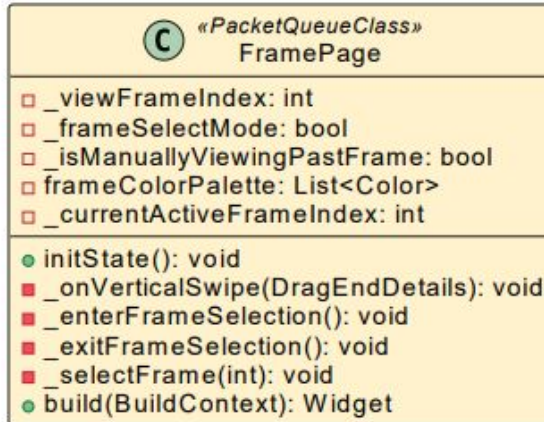 C «PacketQueueClass»
FramePage
_viewFrameIndex: int
_frameSelectMode: bool
_isManuallyViewingPastFrame: bool
frameColorPalette: List<Color>
_currentActiveFrameIndex: int
initState(): void
_onVerticalSwipe(DragEndDetails): void
_enterFrameSelection(): void
_exitFrameSelection(): void
_selectFrame(int): void
build(BuildContext): Widget